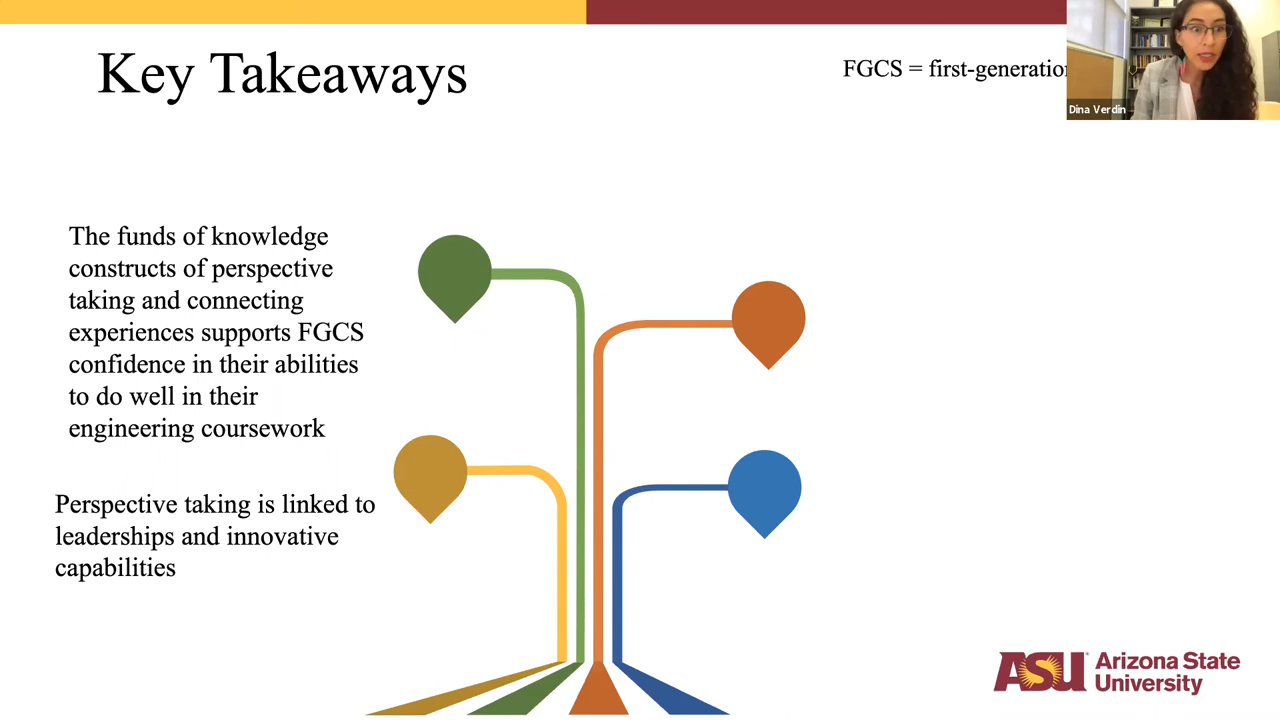 Key Takeaways
FGCS = first-generation
Dina Verdin
The funds of knowledge
constructs of perspective
taking and connecting
experiences supports FGCS
confidence in their abilities
to do well in their
engineering coursework
Perspective taking is linked to
leaderships and innovative
capabilities
ASU Arizona State
University